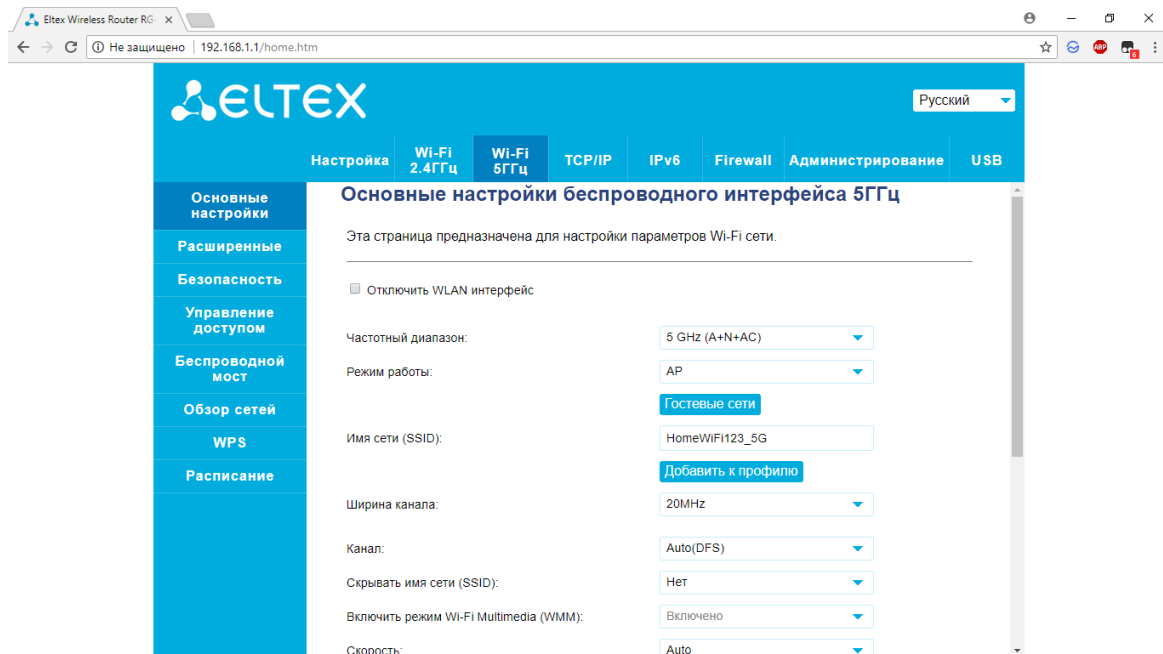 Eltex Wireless Router RG-
Не защищено | 192.168.1.1/home.htm
ABP
6
ELTEX
Русский
Настройка
Wi-Fi
2.4ГГц
Wi-Fi
5ГГц
TCP/IP
IPv6
Firewall
Администрирование
USB
Основные
настройки
Расширенные
Безопасность
Управление
доступом
Беспроводной
мост
Обзор сетей
WPS
Расписание
Основные настройки беспроводного интерфейса 5ГГц
Эта страница предназначена для настройки параметров Wi-Fi сети.
Отключить WLAN интерфейс
Частотный диапазон: 5 GHz (A+N+AC)
Режим работы: AP
Гостевые сети
Имя сети (SSID): HomeWiFi123_5G
Добавить к профилю
Ширина канала: 20MHz
Канал: Auto(DFS)
Скрывать имя сети (SSID): Нет
Включить режим Wi-Fi Multimedia (WMM): Включено
Скорость: Auto